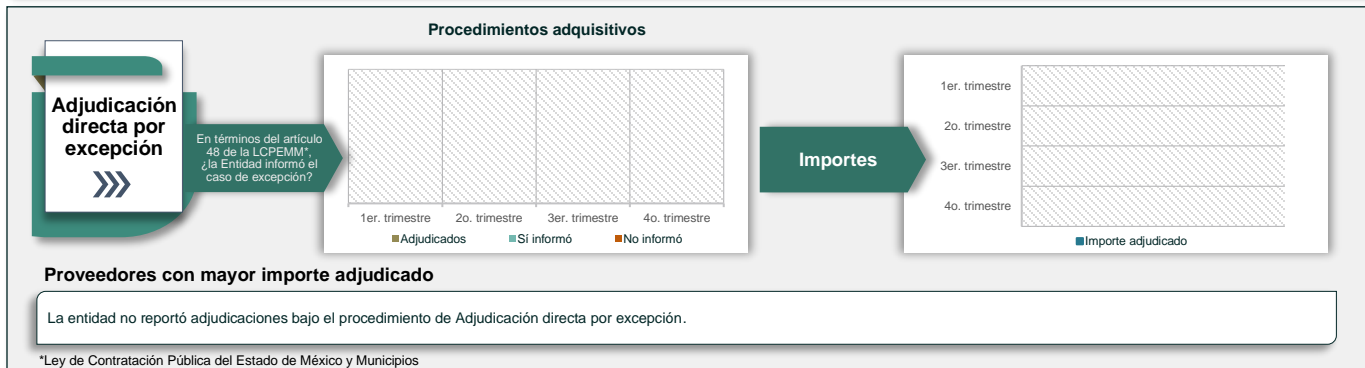 Procedimientos adquisitivos
Adjudicación
directa por
excepción
En términos del artículo
48 de la LCPEMM*,
¿la Entidad informó el
caso de excepción?
1er. trimestre 2o. trimestre 3er. trimestre 4o. trimestre
Adjudicados Sí informó No informó
Importes
1er. trimestre
2o. trimestre
3er. trimestre
4o. trimestre
Importe adjudicado
Proveedores con mayor importe adjudicado
La entidad no reportó adjudicaciones bajo el procedimiento de Adjudicación directa por excepción.
*Ley de Contratación Pública del Estado de México y Municipios